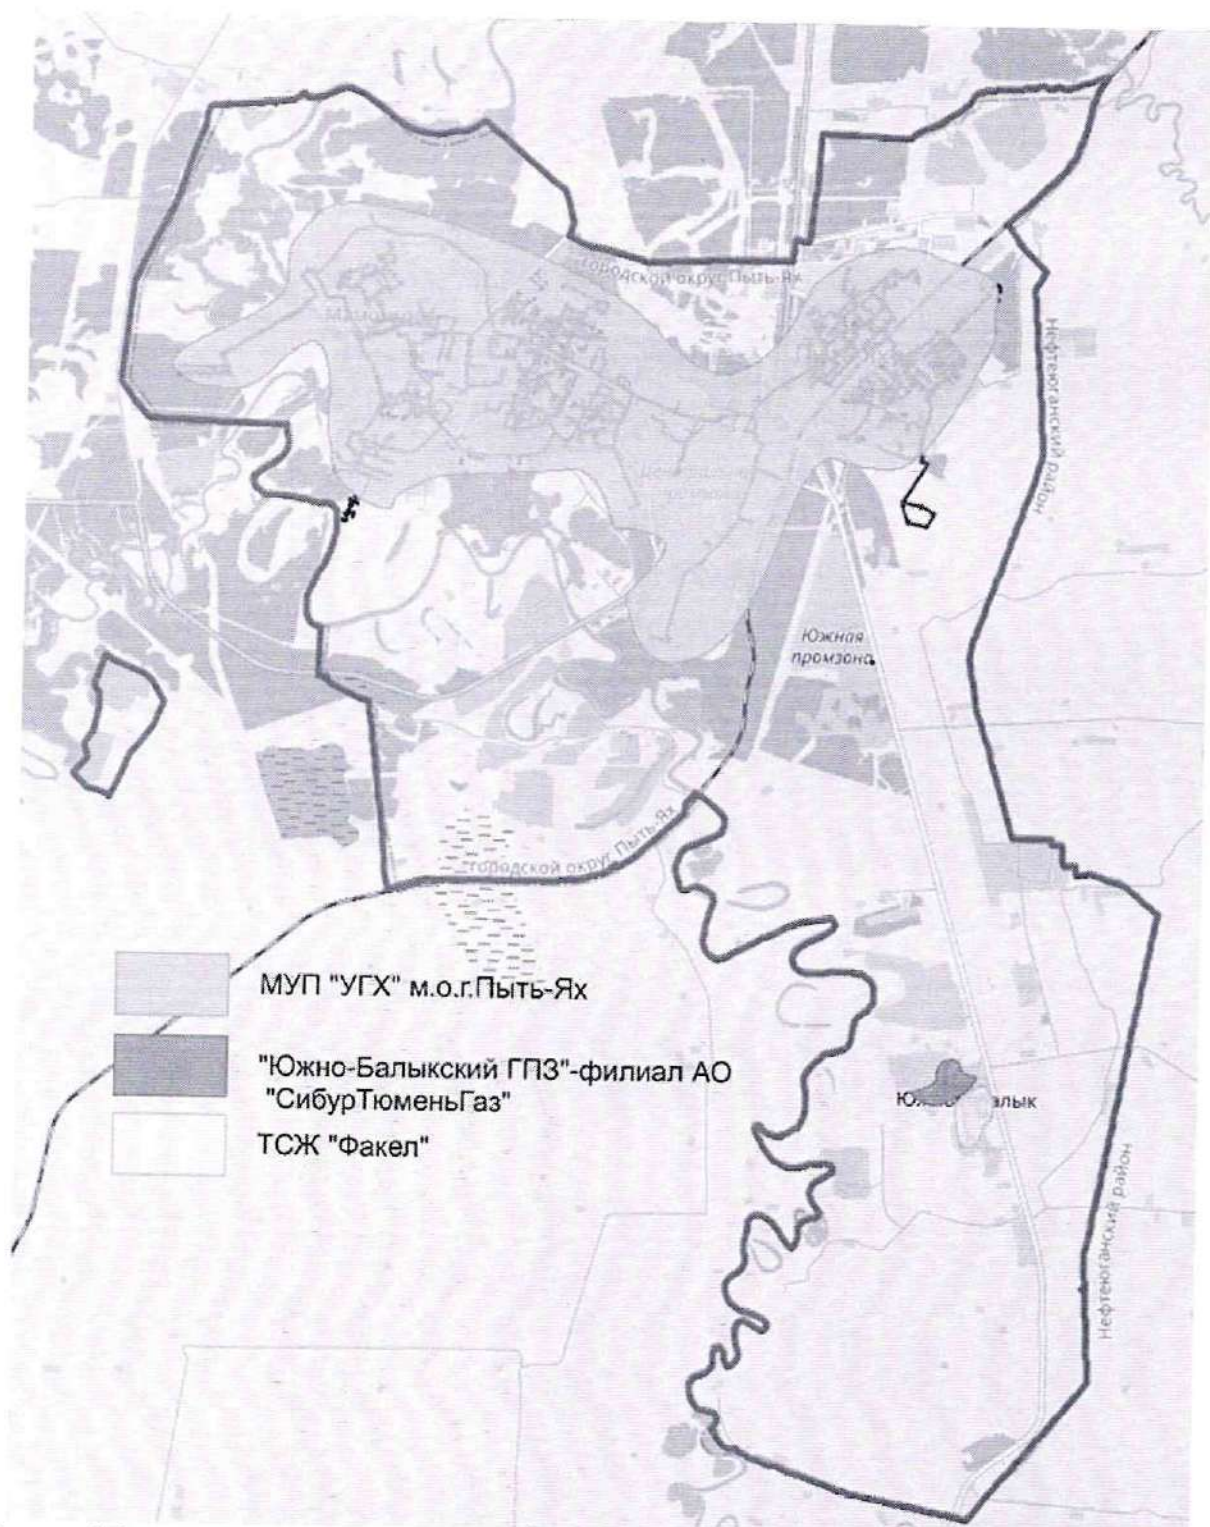 городской округ Пыть-Ях
Нефтеюганский район
Южная
промзона
городской округ Пыть-Ях
МУП "УГХ" м.о.г.Пыть-Ях
"Южно-Балыкский ГПЗ"-филиал АО
"СибурТюменьГаз"
ТСЖ "Факел"
Нефтеюганский район